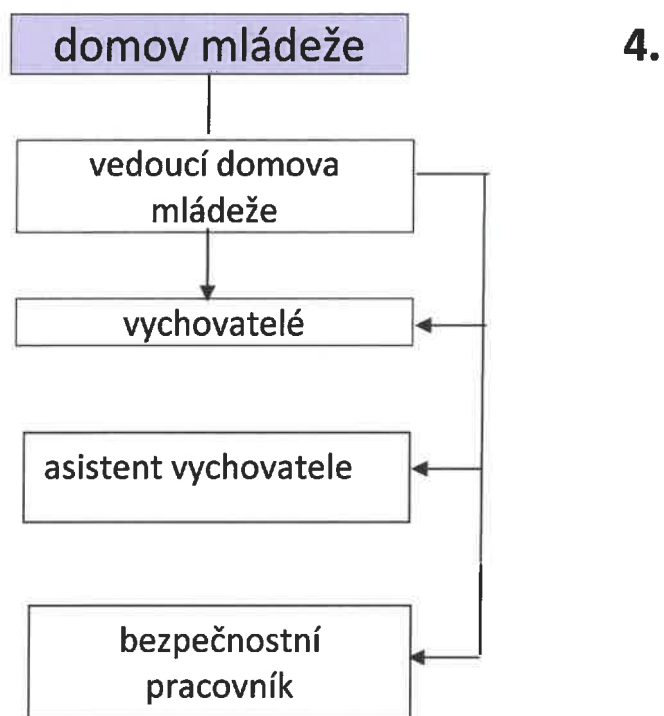 domov mládeže
4.
vedoucí domova
mládeže
vychovatelé
asistent vychovatele
bezpečnostní
pracovník